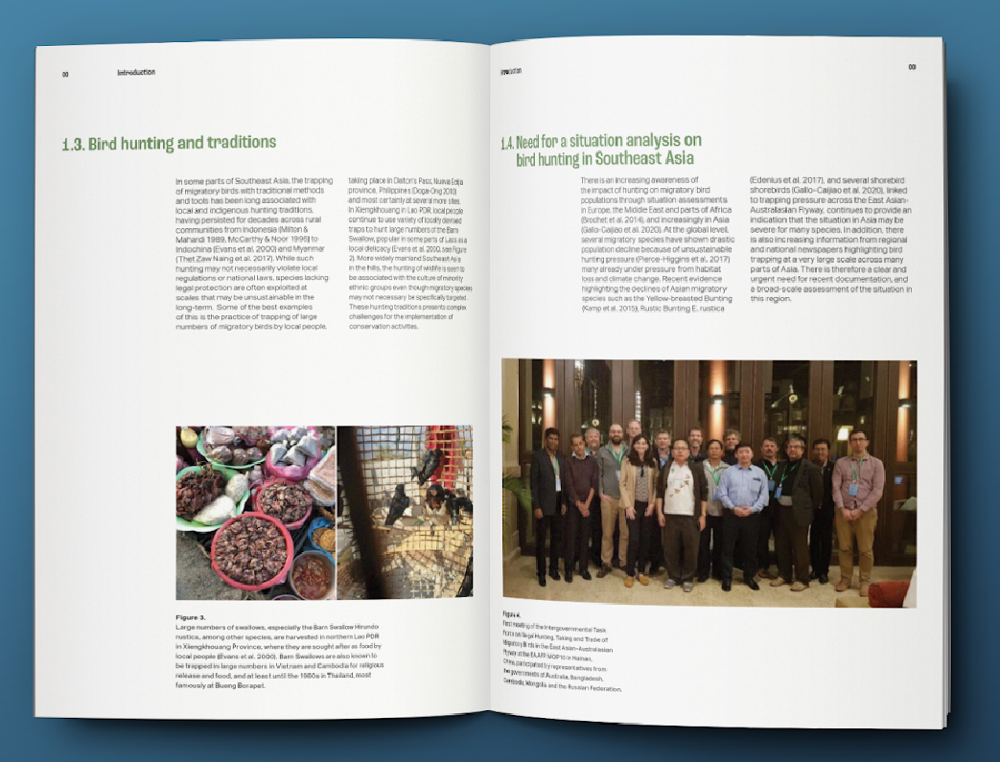 00
Introduction
1.3. Bird hunting and traditions
In some parts of Southeast Asia, the trapping
of migratory birds with traditional methods
and tools has been long associated with
local and indigenous hunting traditions,
having persisted for decades across rural
communities from Indonesia (Milton &
Mahardi 1989, McCarthy & Noor 1996) to
Indochina (Evans et al. 2000) and Myanmar
(Thet Zaw Naing et al. 2017). While such
hunting may not necessarily violate local
regulations or national laws, species lacking
legal protection are often exploited at
scales that may be unsustainable in the
long-term. Some of the best examples
of this is the practice of trapping of large
numbers of migratory birds by local people,
taking place in Dalton's Pass, Nueva Ecija
province, Philippines (Doga-Ong 2010)
and most certainly at several more sites.
In Xiengkhouang in Lao PDR, local people
continue to use variety of locally devised
traps to hunt large numbers of the Barn
Swallow, popular in some parts of Laos as a
local delicacy (Evans et al. 2000, see Figure
2). More widely mainland Southeast Asia
in the hills, the hunting of wildlife is seen to
be associated with the culture of minority
ethnic groups even though migratory species
may not necessary be specifically targeted.
These hunting traditions presents complex
challenges for the implementation of
conservation activities.
Figure 3.
Large numbers of swallows, especially the Barn Swallow Hirundo
rustica, among other species, are harvested in northern Lao PDR
in Xiengkhouang Province, where they are sought after as food by
local people (Evans et al. 2000). Barn Swallows are also known to
be trapped in large numbers in Vietnam and Cambodia for religious
release and food, and at least until the 1980s in Thailand, most
famously at Bueng Borapet.
Introduction
00
1.4. Need for a situation analysis on
bird hunting in Southeast Asia
There is an increasing awareness of
the impact of hunting on migratory bird
populations through situation assessments
in Europe, the Middle East and parts of Africa
(Brochet et al. 2014), and increasingly in Asia
(Gallo-Cajiao et al. 2020). At the global level,
several migratory species have shown drastic
population decline because of unsustainable
hunting pressure (Pierce-Higgins et al. 2017)
many already under pressure from habitat
loss and climate change. Recent evidence
highlighting the declines of Asian migratory
species such as the Yellow-breasted Bunting
(Kamp et al. 2015), Rustic Bunting E. rustica
(Edenius et al. 2017), and several shorebird
shorebirds (Gallo-Caijao et al. 2020), linked
to trapping pressure across the East Asian-
Australasian Flyway, continues to provide an
indication that the situation in Asia may be
severe for many species. In addition, there
is also increasing information from regional
and national newspapers highlighting bird
trapping at a very large scale across many
parts of Asia. There is therefore a clear and
urgent need for recent documentation, and
a broad-scale assessment of the situation in
this region.
Figure 4.
First meeting of the Intergovernmental Task
Force on Illegal Hunting, Taking and Trade of
Migratory Birds in the East Asian-Australasian
Flyway at the EAAFP MOP10 in Hainan,
China, participated by representatives from
the governments of Australia, Bangladesh,
Cambodia, Mongolia and the Russian Federation.